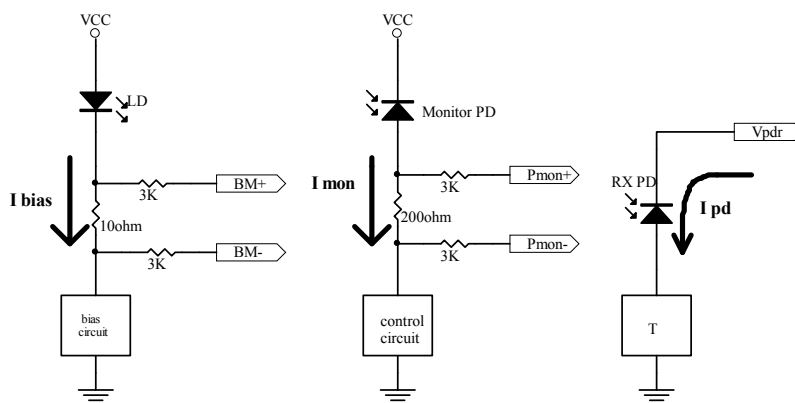 VCC
LD
I bias
3K
BM+
10ohm
3K
BM-
bias
circuit
VCC
Monitor PD
I mon
3K
Pmon+
200ohm
3K
Pmon-
control
circuit
Vpdr
RX PD
I pd
T